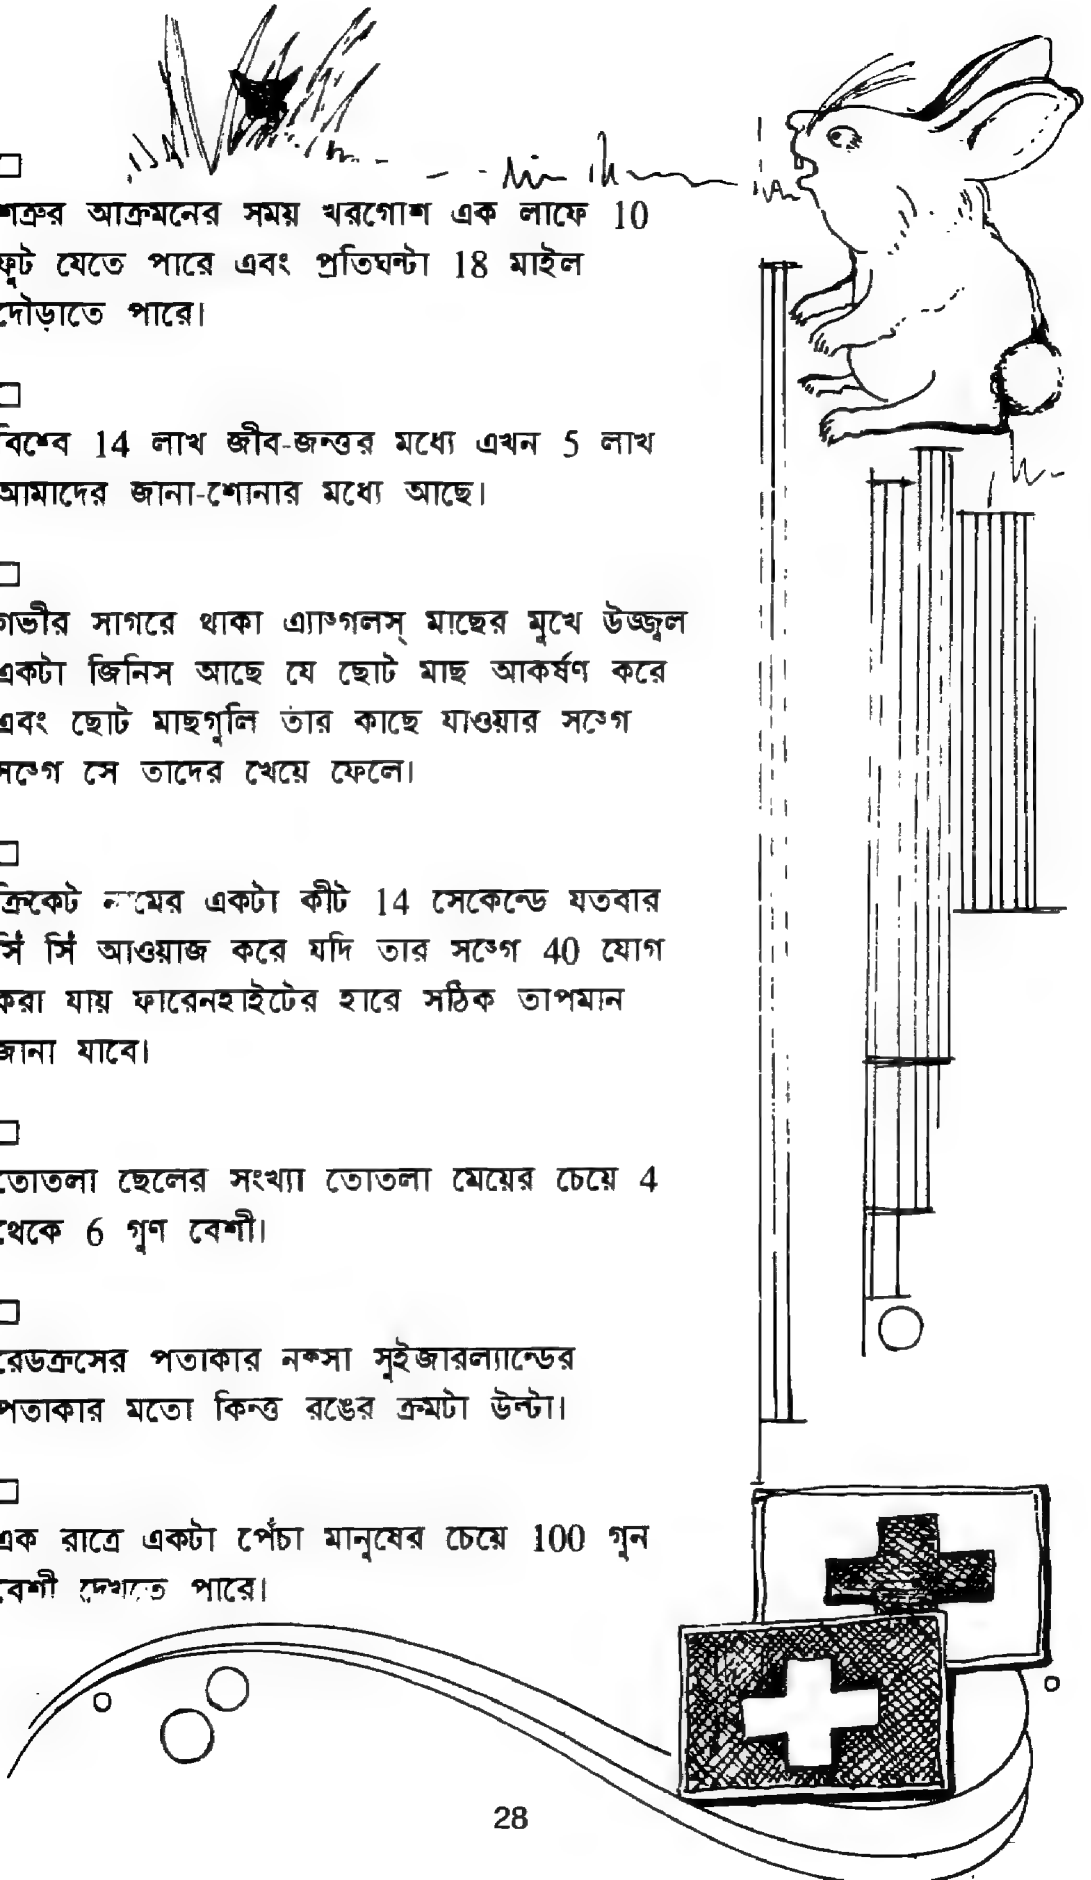 শত্রুর আক্রমনের সময় খরগোশ এক লাফে 10
ফুট যেতে পারে এবং প্রতিঘন্টা 18 মাইল
দৌড়াতে পারে।
বিশ্বে 14 লাখ জীব-জন্তুর মধ্যে এখন 5 লাখ
আমাদের জানা-শোনার মধ্যে আছে।
গভীর সাগরে থাকা এ্যাঙ্গলস্ মাছের মুখে উজ্জ্বল
একটা জিনিস আছে যে ছোট মাছ আকর্ষণ করে
এবং ছোট মাছগুলি তার কাছে যাওয়ার সঙ্গে
সঙ্গে সে তাদের খেয়ে ফেলে।
ক্রিকেট নামের একটা কীট 14 সেকেন্ডে যতবার
সিঁ সিঁ আওয়াজ করে যদি তার সঙ্গে 40 যোগ
করা যায় ফারেনহাইটের হারে সঠিক তাপমান
জানা যাবে।
তোতলা ছেলের সংখ্যা তোতলা মেয়ের চেয়ে 4
থেকে 6 গুণ বেশী।
রেডক্রসের পতাকার নক্সা সুইজারল্যান্ডের
পতাকার মতো কিন্তু রঙের ক্রমটা উল্টা।
এক রাত্রে একটা পেঁচা মানুষের চেয়ে 100 গুন
বেশী দেখতে পারে।
28